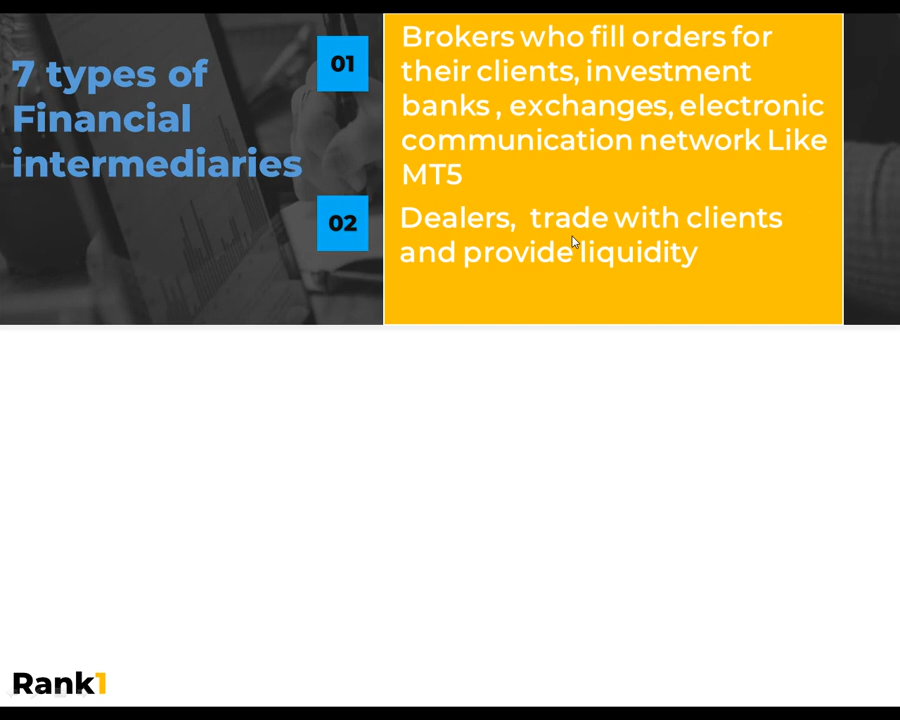 7 types of
Financial
intermediaries
01
Brokers who fill orders for
their clients, investment
banks , exchanges, electronic
communication network Like
MT5
02
Dealers,  trade with clients
and provide liquidity
Rank1